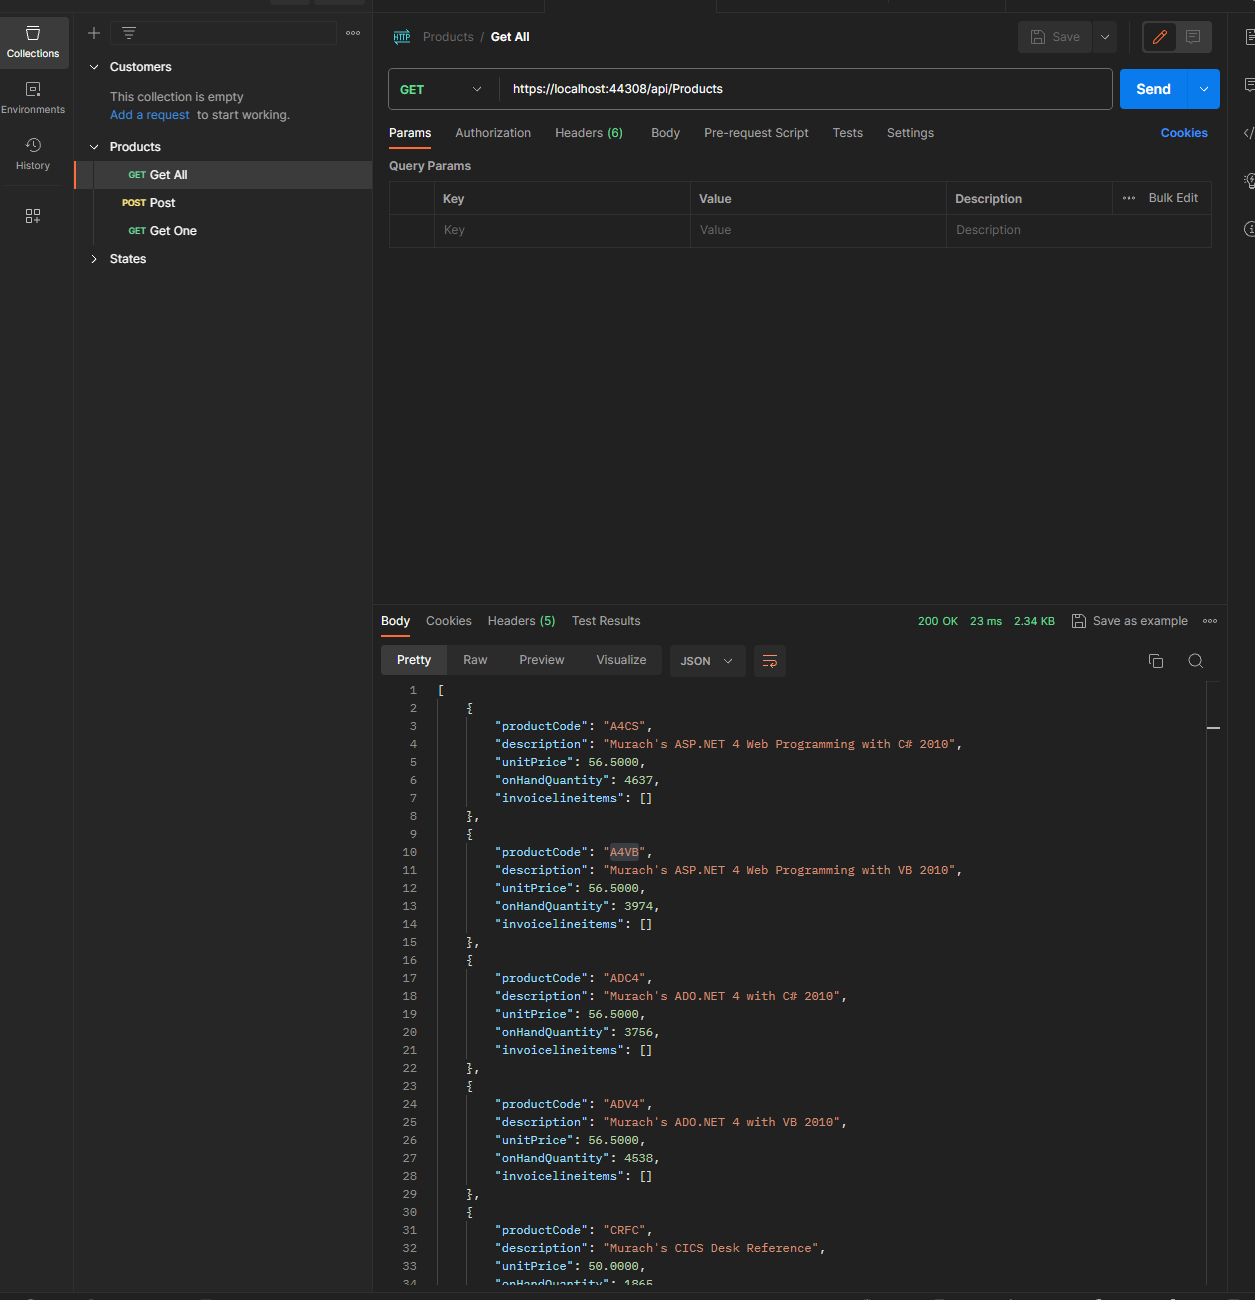 Collections
Environments
History
Customers
This collection is empty
Add a request to start working.
Products
GET Get All
POST Post
GET Get One
States
HTTP Products / Get All
Save
GET https://localhost:44308/api/Products
Send
Params Authorization Headers (6) Body Pre-request Script Tests Settings Cookies
Query Params
Key Value Description Bulk Edit
Key Value Description
Body Cookies Headers (5) Test Results 200 OK 23 ms 2.34 KB Save as example
Pretty Raw Preview Visualize JSON
1 [
2 {
3 "productCode": "A4CS",
4 "description": "Murach's ASP.NET 4 Web Programming with C# 2010",
5 "unitPrice": 56.5000,
6 "onHandQuantity": 4637,
7 "invoicelineitems": []
8 },
9 {
10 "productCode": "A4VB",
11 "description": "Murach's ASP.NET 4 Web Programming with VB 2010",
12 "unitPrice": 56.5000,
13 "onHandQuantity": 3974,
14 "invoicelineitems": []
15 },
16 {
17 "productCode": "ADC4",
18 "description": "Murach's ADO.NET 4 with C# 2010",
19 "unitPrice": 56.5000,
20 "onHandQuantity": 3756,
21 "invoicelineitems": []
22 },
23 {
24 "productCode": "ADV4",
25 "description": "Murach's ADO.NET 4 with VB 2010",
26 "unitPrice": 56.5000,
27 "onHandQuantity": 4538,
28 "invoicelineitems": []
29 },
30 {
31 "productCode": "CRFC",
32 "description": "Murach's CICS Desk Reference",
33 "unitPrice": 50.0000,
34 "onHandQuantity": 1865